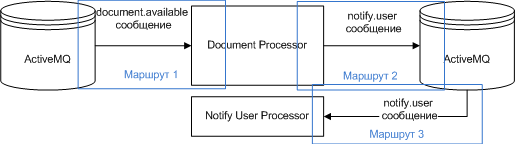 document.available
сообщение
notify.user
сообщение
ActiveMQ
Document Processor
ActiveMQ
Маршрут 1
Маршрут 2
notify.user
сообщение
Notify User Processor
Маршрут 3